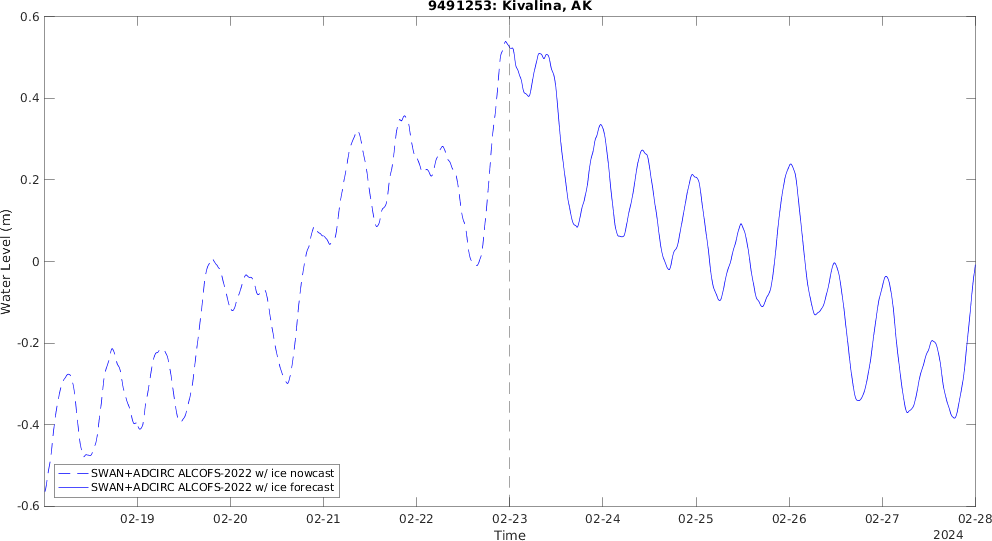 9491253: Kivalina, AK
0.6
0.4
0.2
0
-0.2
-0.4
-0.6
Water Level (m)
SWAN+ADCIRC ALCOFS-2022 w/ ice nowcast
SWAN+ADCIRC ALCOFS-2022 w/ ice forecast
02-19 02-20 02-21 02-22 02-23 02-24 02-25 02-26 02-27 02-28
Time
2024